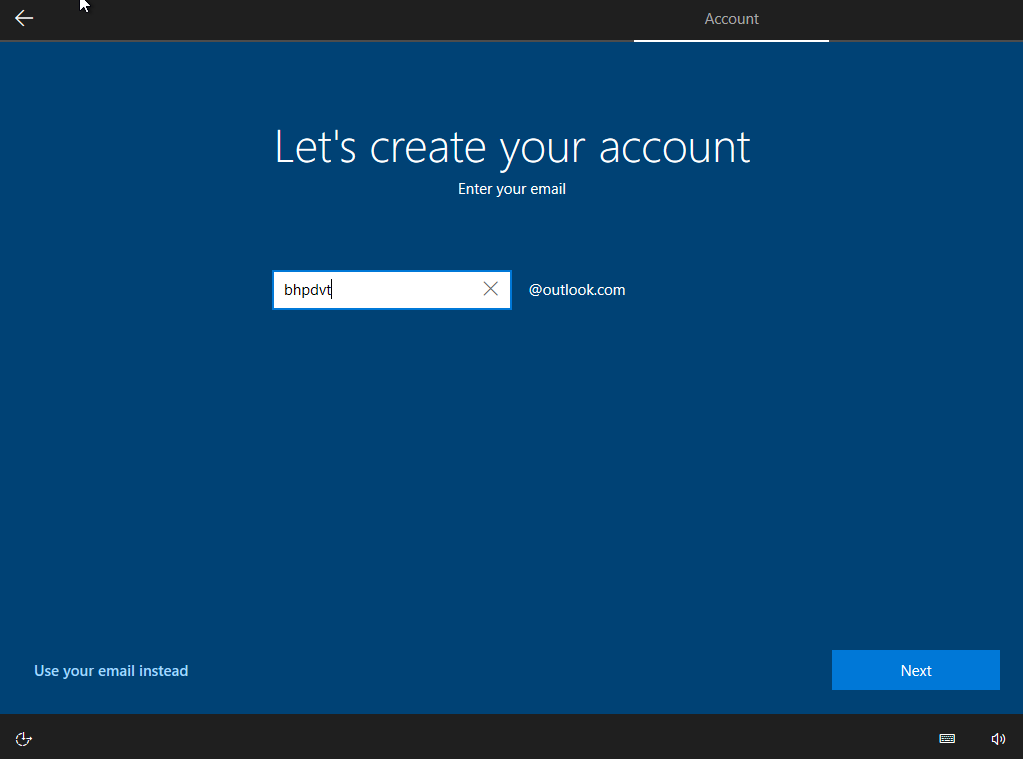 Account
Let's create your account
Enter your email
bhpdvt @outlook.com
Use your email instead
Next